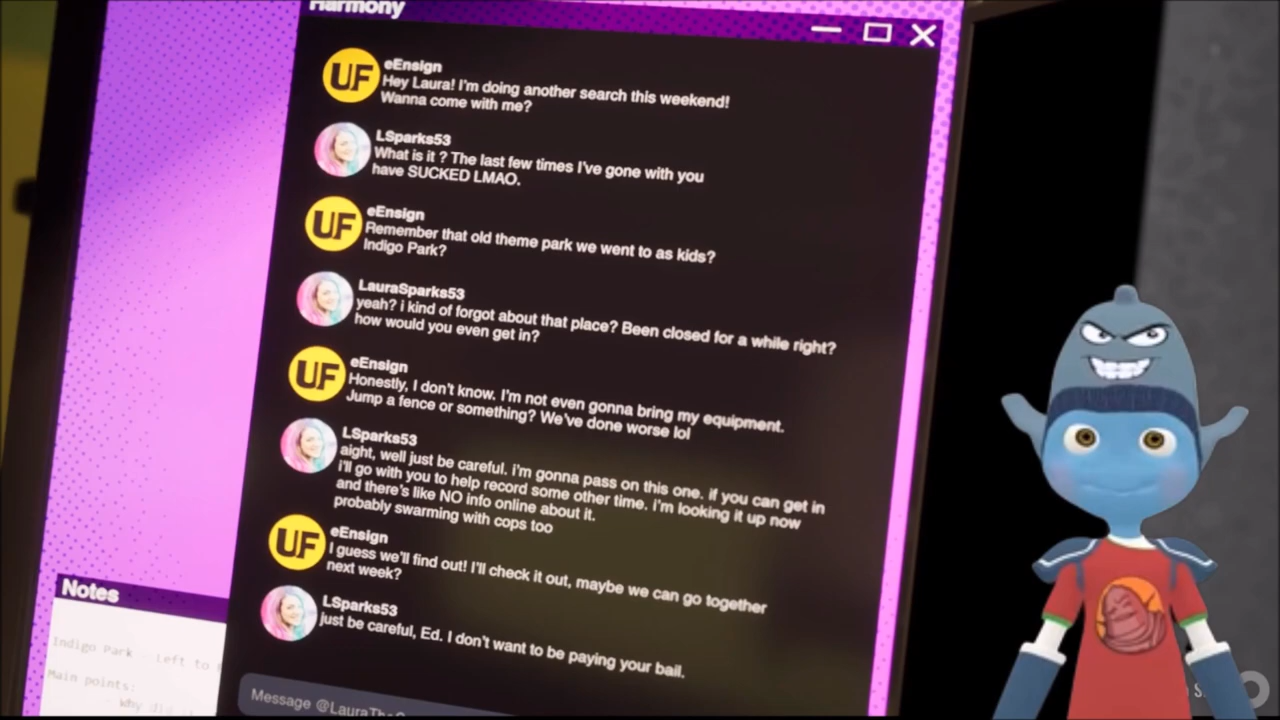 Harmony
UF
eEnsign
Hey Laura! I'm doing another search this weekend!
Wanna come with me?
LSparks53
What is it ? The last few times I've gone with you
have SUCKED LMAO.
UF
eEnsign
Remember that old theme park we went to as kids?
Indigo Park?
LauraSparks53
yeah? i kind of forgot about that place? Been closed for a while right?
how would you even get in?
UF
eEnsign
Honestly, I don't know. I'm not even gonna bring my equipment.
Jump a fence or something? We've done worse lol
LSparks53
aight, well just be careful. i'm gonna pass on this one. if you can get in
i'll go with you to help record some other time. i'm looking it up now
and there's like NO info online about it.
probably swarming with cops too
UF
eEnsign
I guess we'll find out! I'll check it out, maybe we can go together
next week?
LSparks53
just be careful, Ed. I don't want to be paying your bail.
Message
Notes
Indigo Park Left to
Main points:
Why did